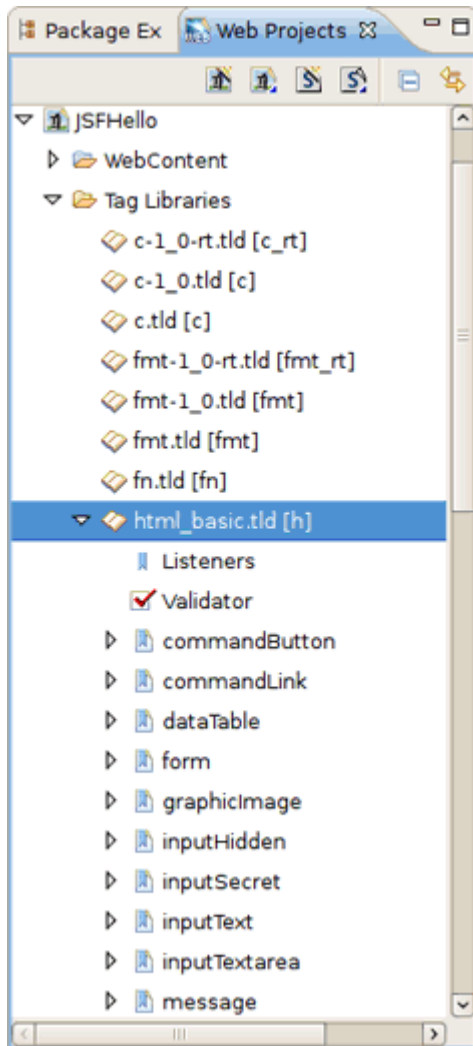 Package Ex Web Projects
JSFHello
WebContent
Tag Libraries
c-1_0-rt.tld [c_rt]
c-1_0.tld [c]
c.tld [c]
fmt-1_0-rt.tld [fmt_rt]
fmt-1_0.tld [fmt]
fmt.tld [fmt]
fn.tld [fn]
html_basic.tld [h]
Listeners
Validator
commandButton
commandLink
dataTable
form
graphicImage
inputHidden
inputSecret
inputText
inputTextarea
message